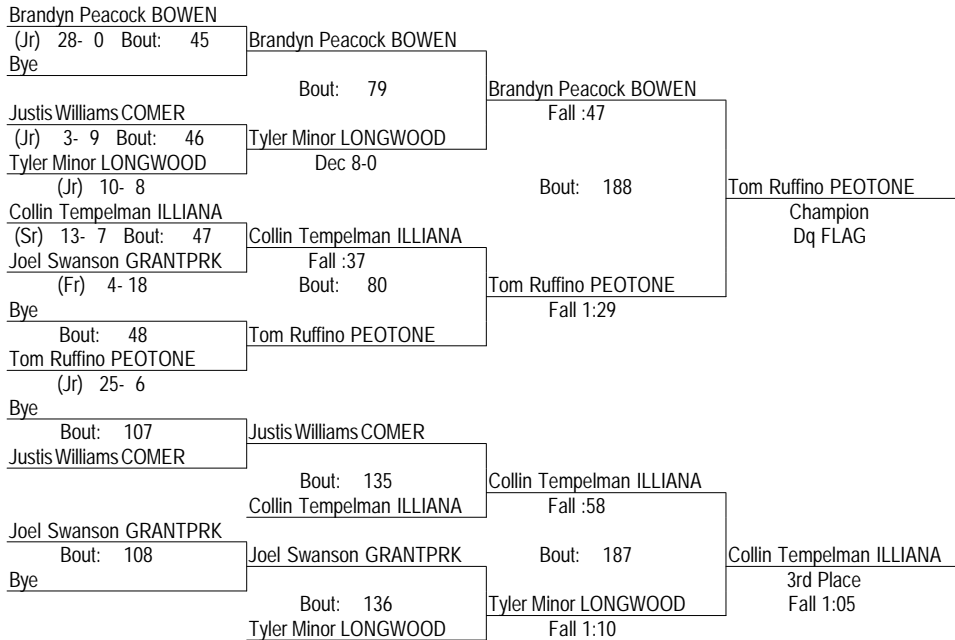 Brandyn Peacock BOWEN
(Jr) 28- 0 Bout: 45 Brandyn Peacock BOWEN
Bye
Bout: 79 Brandyn Peacock BOWEN
Justis Williams COMER Fall :47
(Jr) 3- 9 Bout: 46 Tyler Minor LONGWOOD
Tyler Minor LONGWOOD Dec 8-0
(Jr) 10- 8 Bout: 188 Tom Ruffino PEOTONE
Collin Tempelman ILLIANA Champion
(Sr) 13- 7 Bout: 47 Collin Tempelman ILLIANA Dq FLAG
Joel Swanson GRANTPRK Fall :37
(Fr) 4- 18 Bout: 80 Tom Ruffino PEOTONE
Bye Fall 1:29
Bout: 48 Tom Ruffino PEOTONE
Tom Ruffino PEOTONE
(Jr) 25- 6
Bye
Bout: 107 Justis Williams COMER
Justis Williams COMER
Bout: 135 Collin Tempelman ILLIANA
Collin Tempelman ILLIANA Fall :58
Joel Swanson GRANTPRK
Bout: 108 Joel Swanson GRANTPRK Bout: 187 Collin Tempelman ILLIANA
Bye 3rd Place
Bout: 136 Tyler Minor LONGWOOD Fall 1:05
Tyler Minor LONGWOOD Fall 1:10